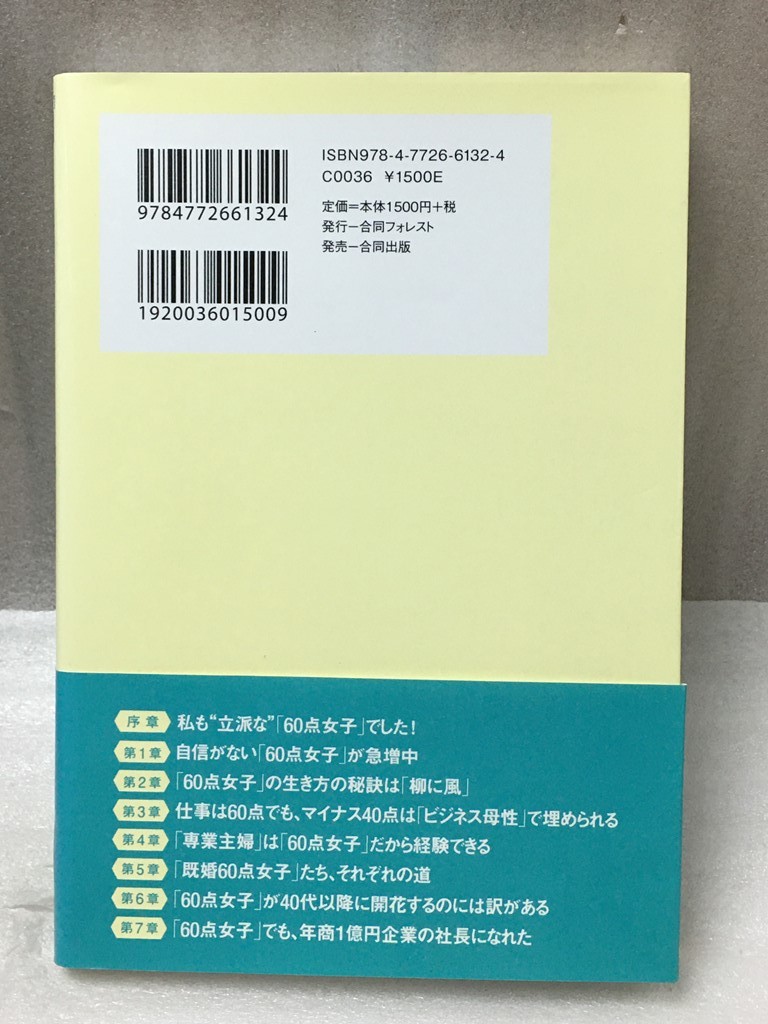 ISBN978-4-7726-6132-4
C0036 ¥1500E
定価=本体1500円+税
発行-合同フォレスト
発売-合同出版
9784772661324
1920036015009
序章 私も“立派な”「60点女子」でした!
第1章 自信がない「60点女子」が急増中
第2章 「60点女子」の生き方の秘訣は「柳に風」
第3章 仕事は60点でも、マイナス40点は「ビジネス母性」で埋められる
第4章 「専業主婦」は「60点女子」だから経験できる
第5章 「既婚60点女子」たち、それぞれの道
第6章 「60点女子」が40代以降に開花するのには訳がある
第7章 「60点女子」でも、年商1億円企業の社長になれた